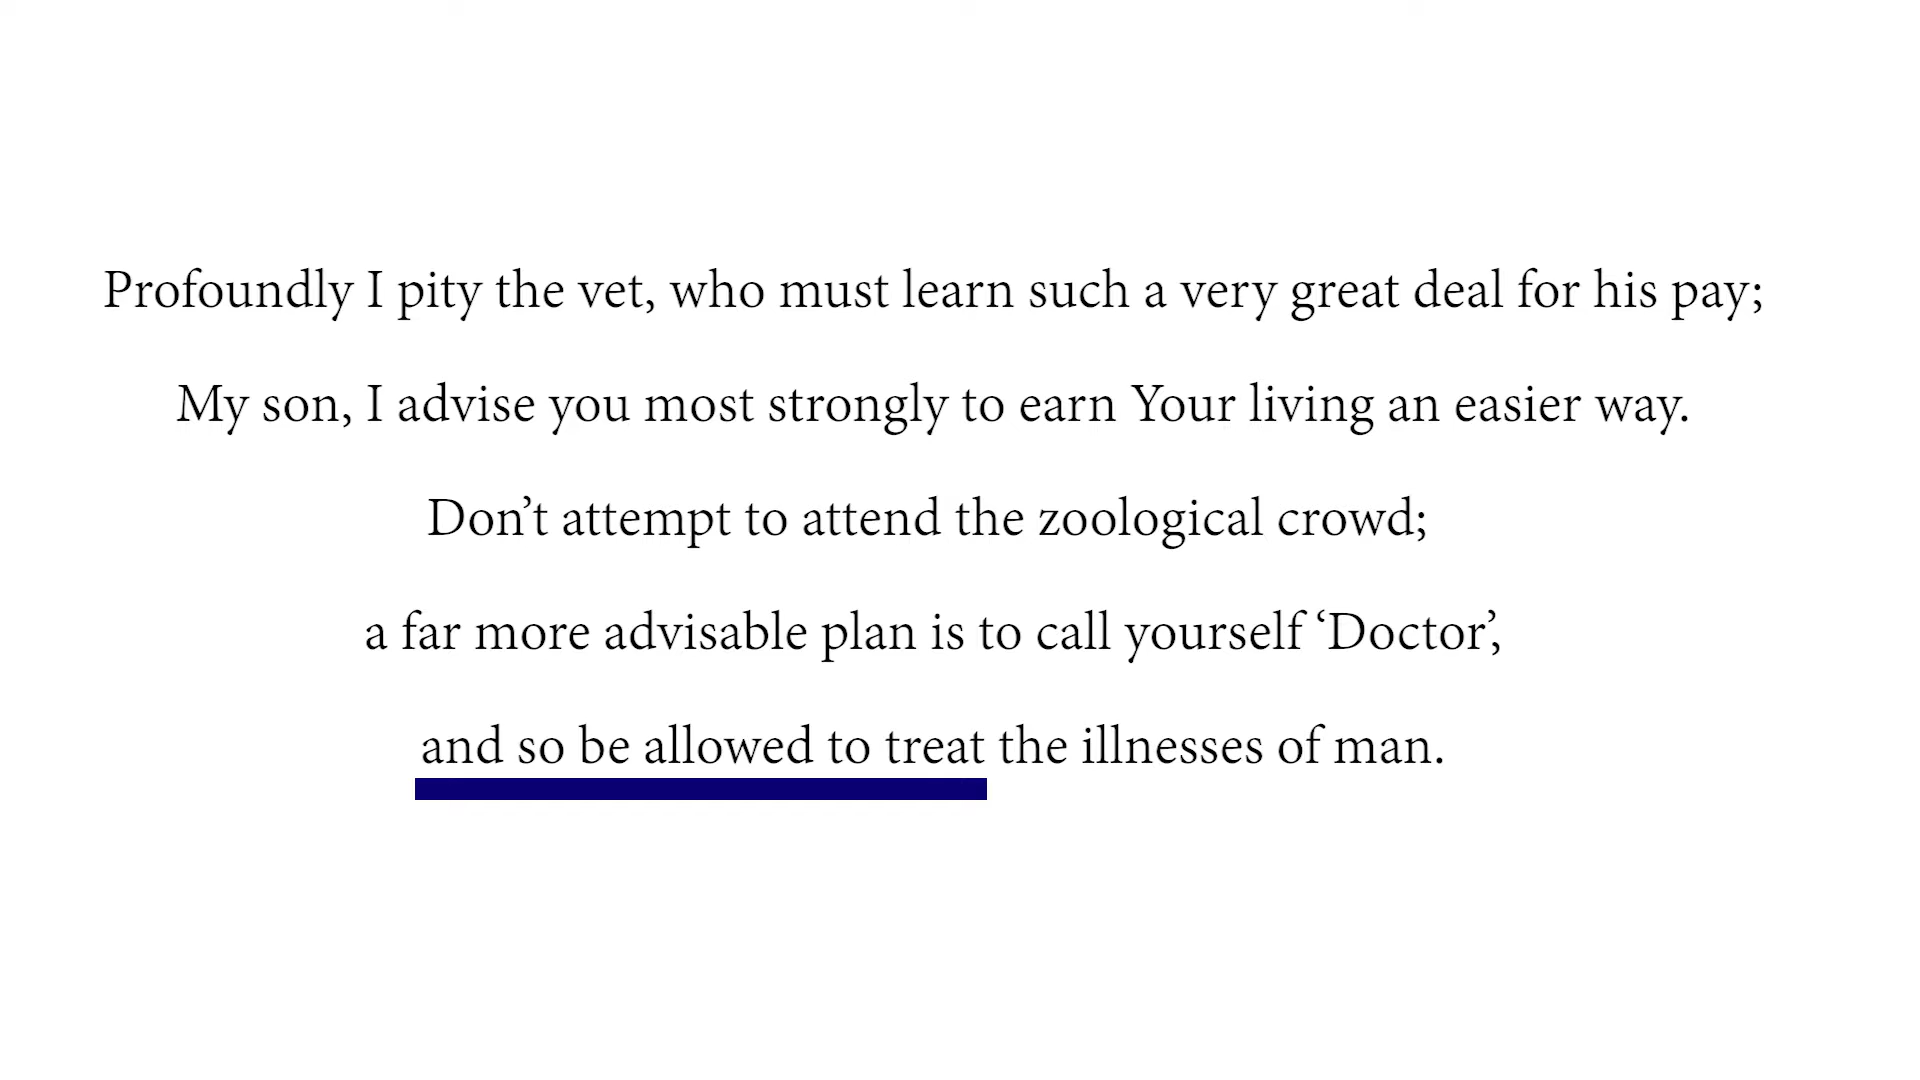 Profoundly I pity the vet, who must learn such a very great deal for his pay;
My son, I advise you most strongly to earn Your living an easier way.
Don’t attempt to attend the zoological crowd;
a far more advisable plan is to call yourself ‘Doctor’,
and so be allowed to treat the illnesses of man.